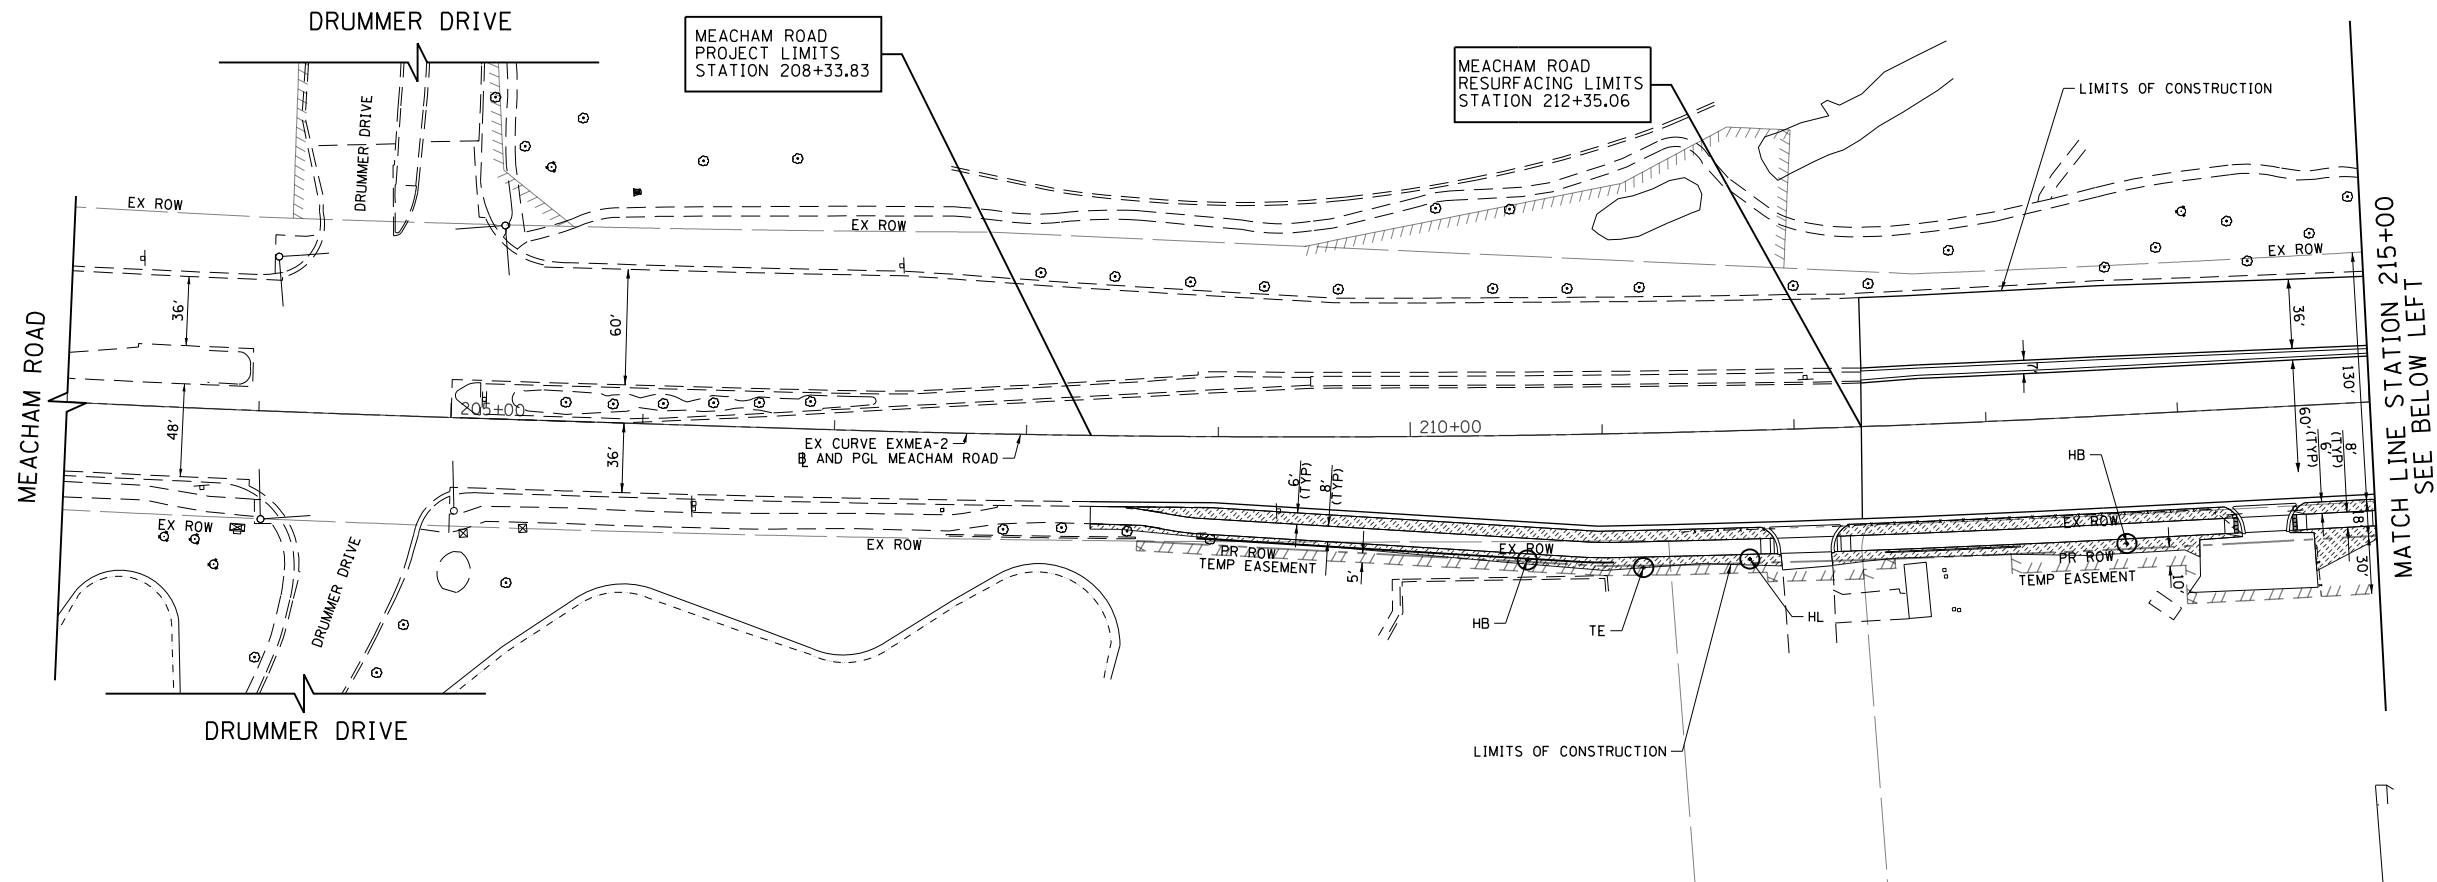 DRUMMER DRIVE
MEACHAM ROAD
PROJECT LIMITS
STATION 208+33.83
MEACHAM ROAD
RESURFACING LIMITS
STATION 212+35.06
LIMITS OF CONSTRUCTION
DRUMMER DRIVE
EX ROW
EX ROW
EX ROW
36'
60'
36'
MEACHAM ROAD
7'
130'
MATCH LINE STATION 215+00
SEE BELOW LEFT
205+00
210+00
48'
36'
EX CURVE EXMEA-2
BL AND PGL MEACHAM ROAD
6'
(TYP)
8'
(TYP)
HB
60'
6'
(TYP)
8'
(TYP)
EX ROW
EX ROW
EX ROW
EX ROW
PR ROW
TEMP EASEMENT
5'
PR ROW
TEMP EASEMENT
10'
8'
30'
DRUMMER DRIVE
HB
TE
HL
DRUMMER DRIVE
LIMITS OF CONSTRUCTION